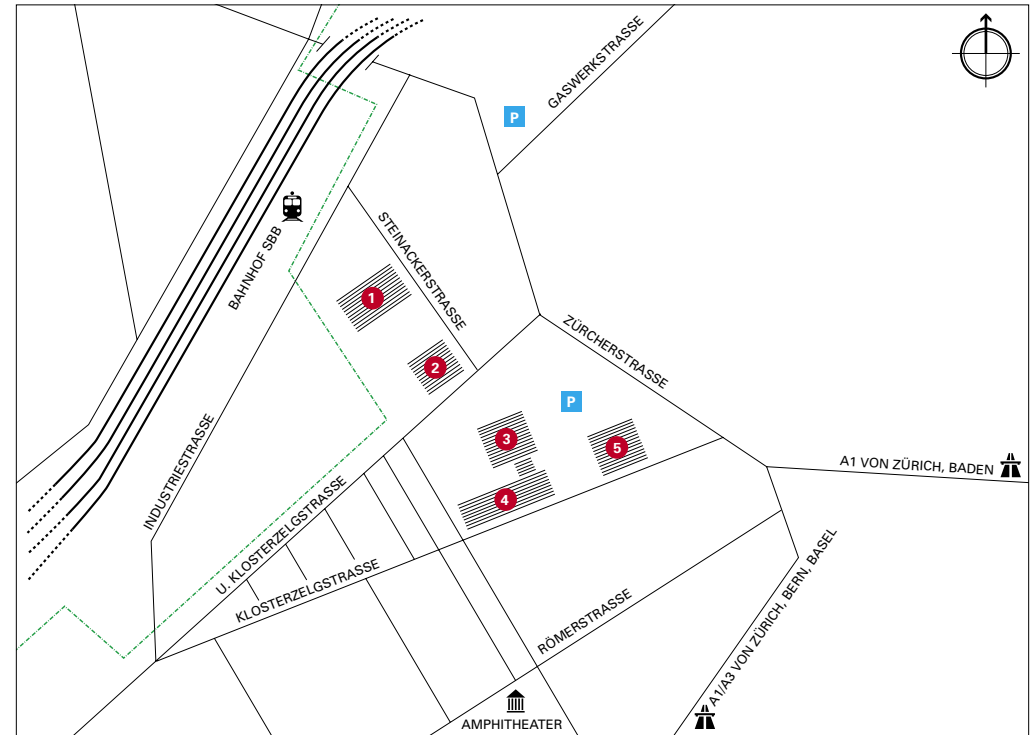 GASWERKSTRASSE
P
STEINACKERSTRASSE
BAHNHOF SBB
1
ZÜRCHERSTRASSE
2
P
3
5
INDUSTRIESTRASSE
A1 VON ZÜRICH, BADEN
4
U. KLOSTERZELGSTRASSE
KLOSTERZELGSTRASSE
RÖMERSTRASSE
A1/A3 VON ZÜRICH, BERN, BASEL
AMPHITHEATER